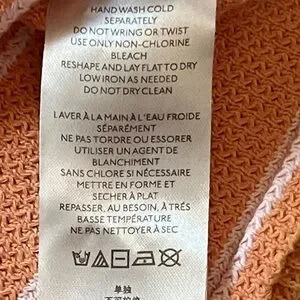 HAND WASH COLD
SEPARATELY
DO NOT WRING OR TWIST
USE ONLY NON-CHLORINE
BLEACH
RESHAPE AND LAY FLAT TO DRY
LOW IRON AS NEEDED
DO NOT DRY CLEAN
LAVER À LA MAIN À L'EAU FROIDE
SÉPARÉMENT
NE PAS TORDRE OU ESSORER
UTILISER UN AGENT DE
BLANCHIMENT
SANS CHLORE SI NÉCESSAIRE
METTRE EN FORME ET
SÉCHER À PLAT
REPASSER, AU BESOIN, À TRÉS
BASSE TEMPÉRATURE
NE PAS NETTOYER À SEC
单独